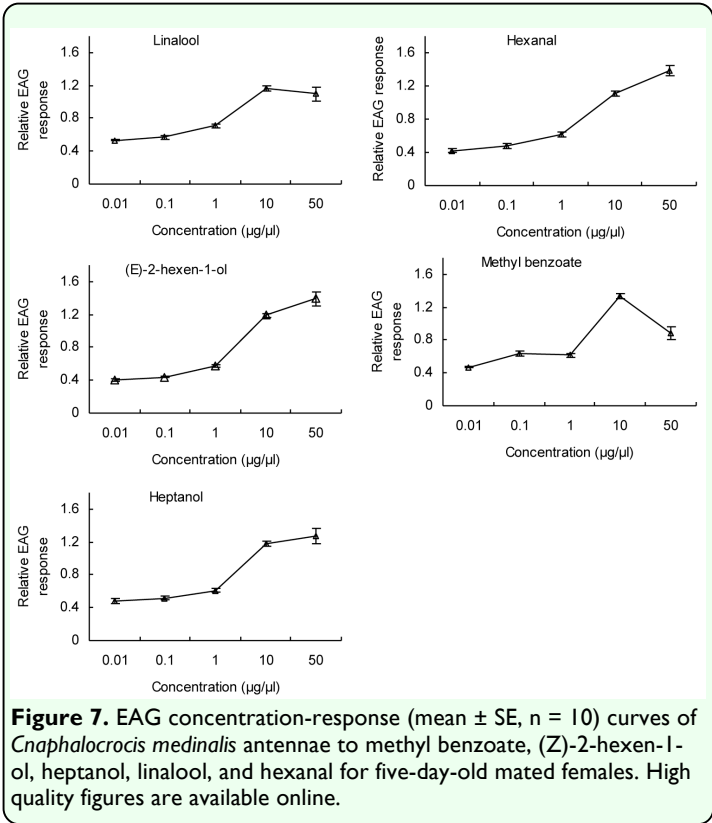 Linalool
1.6
1.2
0.8
0.4
0
Relative EAG
response
0.01 0.1 1 10 50
Concentration (µg/µl)
Hexanal
1.6
1.2
0.8
0.4
0
Relative EAG response
0.01 0.1 1 10 50
Concentration (µg/µl)
(E)-2-hexen-1-ol
1.6
1.2
0.8
0.4
0
Relative EAG
response
0.01 0.1 1 10 50
Concentration (µg/µl)
Methyl benzoate
1.6
1.2
0.8
0.4
0
Relative EAG
response
0.01 0.1 1 10 50
Concentration (µg/µl)
Heptanol
1.6
1.2
0.8
0.4
0
Relative EAG
response
0.01 0.1 1 10 50
Concentration (µg/µl)
Figure 7. EAG concentration-response (mean ± SE, n = 10) curves of
Cnaphalocrocis medinalis antennae to methyl benzoate, (Z)-2-hexen-1-
ol, heptanol, linalool, and hexanal for five-day-old mated females. High
quality figures are available online.